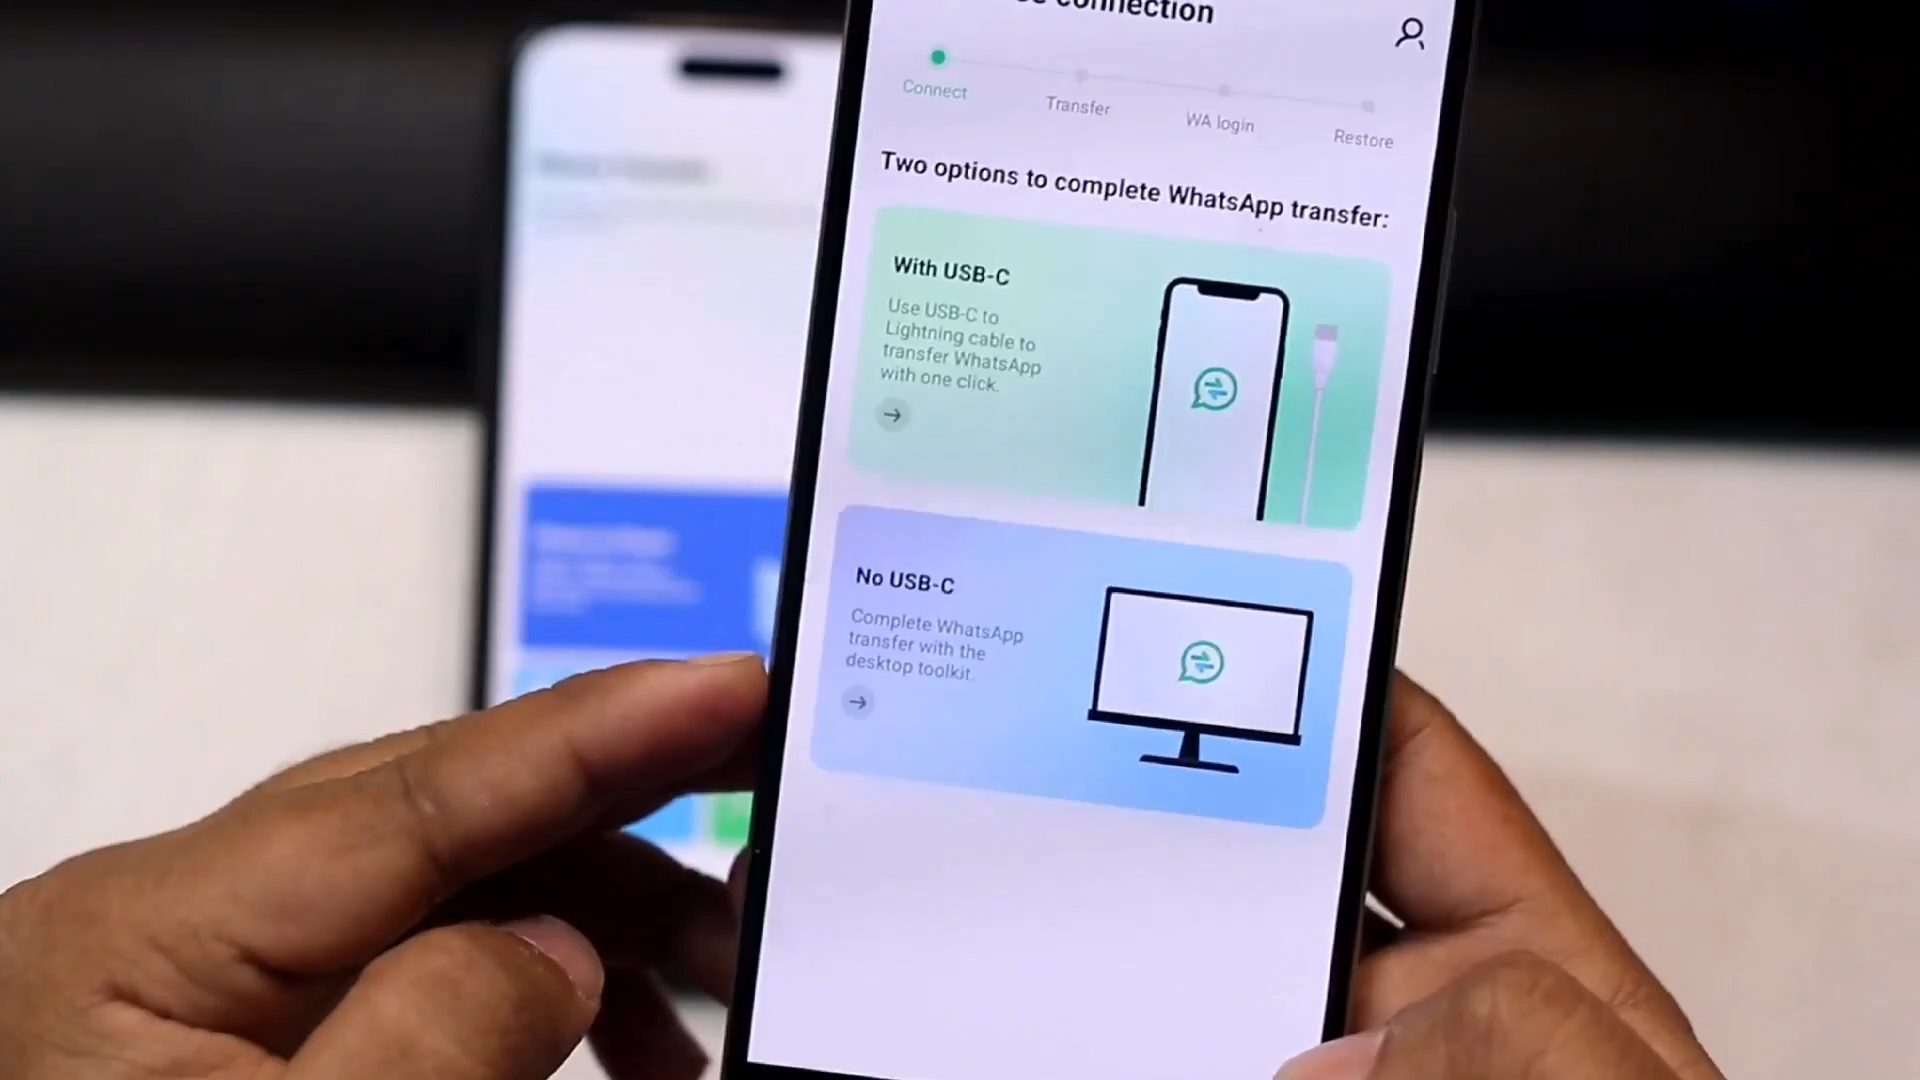 connection
Connect
Transfer
WA login
Restore
Two options to complete WhatsApp transfer:
With USB-C
Use USB-C to
Lightning cable to
transfer WhatsApp
with one click.
No USB-C
Complete WhatsApp
transfer with the
desktop toolkit.